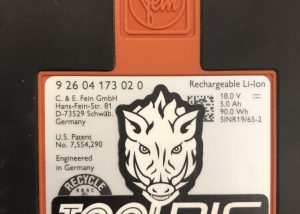 fein
9 26 04 173 02 0
Rechargeable Li-Ion
C. & E. Fein GmbH
Hans-Fein-Str. 81
D-73529 Schwäb.
Germany
18.0 V
5.0 Ah
90.0 Wh
5INR19/65-2
U.S. Patent
No. 7,554,290
Engineered in
Germany
RECYCLE
RBRC